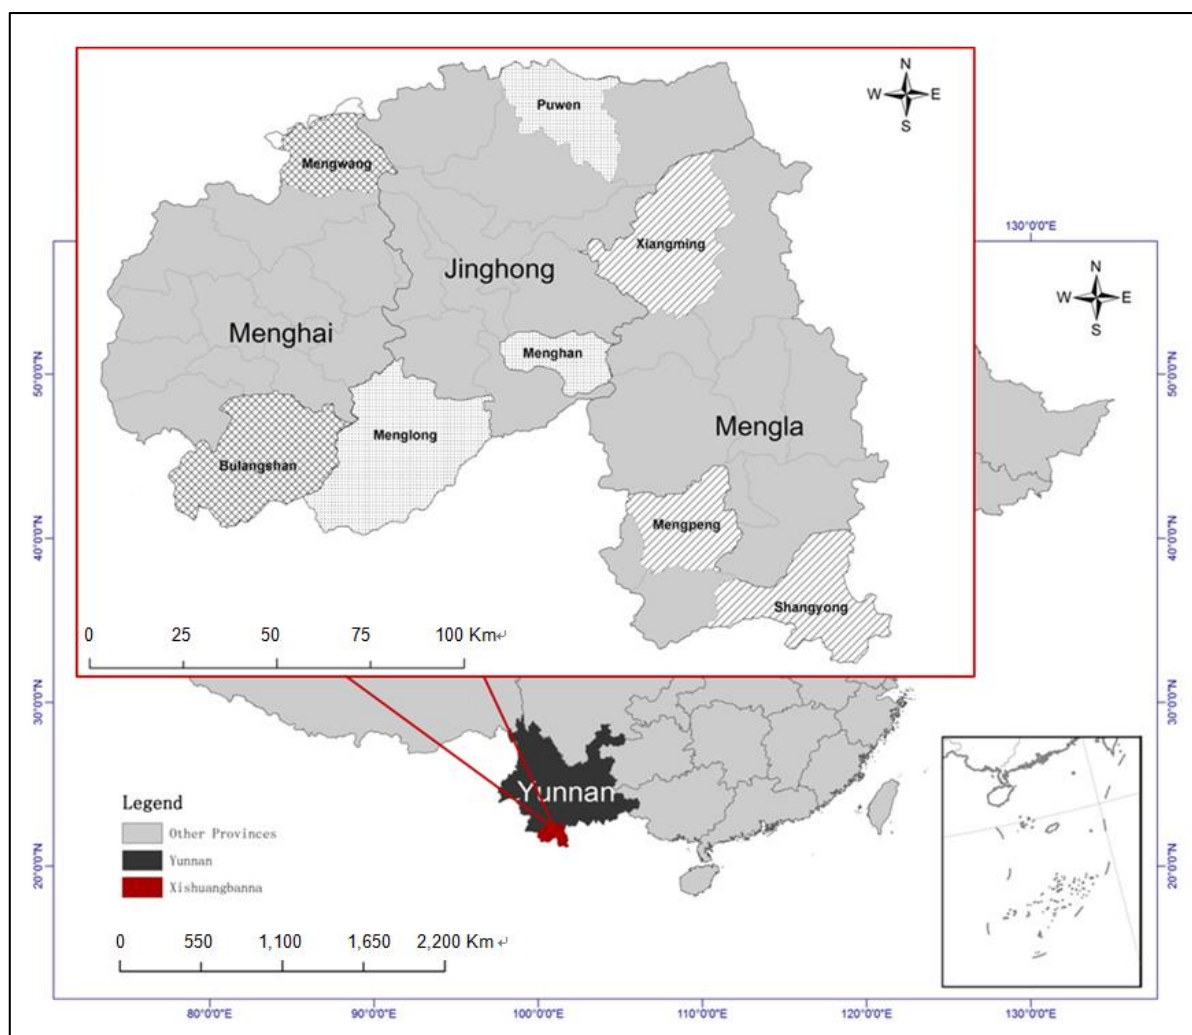 N
W E
S
Puwen
Mengwang
Xiangming
130°0'0"E
Jinghong
N
W E
S
Menghai
Menghan
50°0'0"N
50°0'0"N
Mengla
Menglong
Bulangshan
Mengpeng
40°0'0"N
40°0'0"N
Shangyong
0 25 50 75 100 Km
30°0'0"N
30°0'0"N
Yunnan
Legend
Other Provinces
Yunnan
Xishuangbanna
20°0'0"N
20°0'0"N
0 550 1,100 1,650 2,200 Km
80°0'0"E 90°0'0"E 100°0'0"E 110°0'0"E 120°0'0"E 130°0'0"E